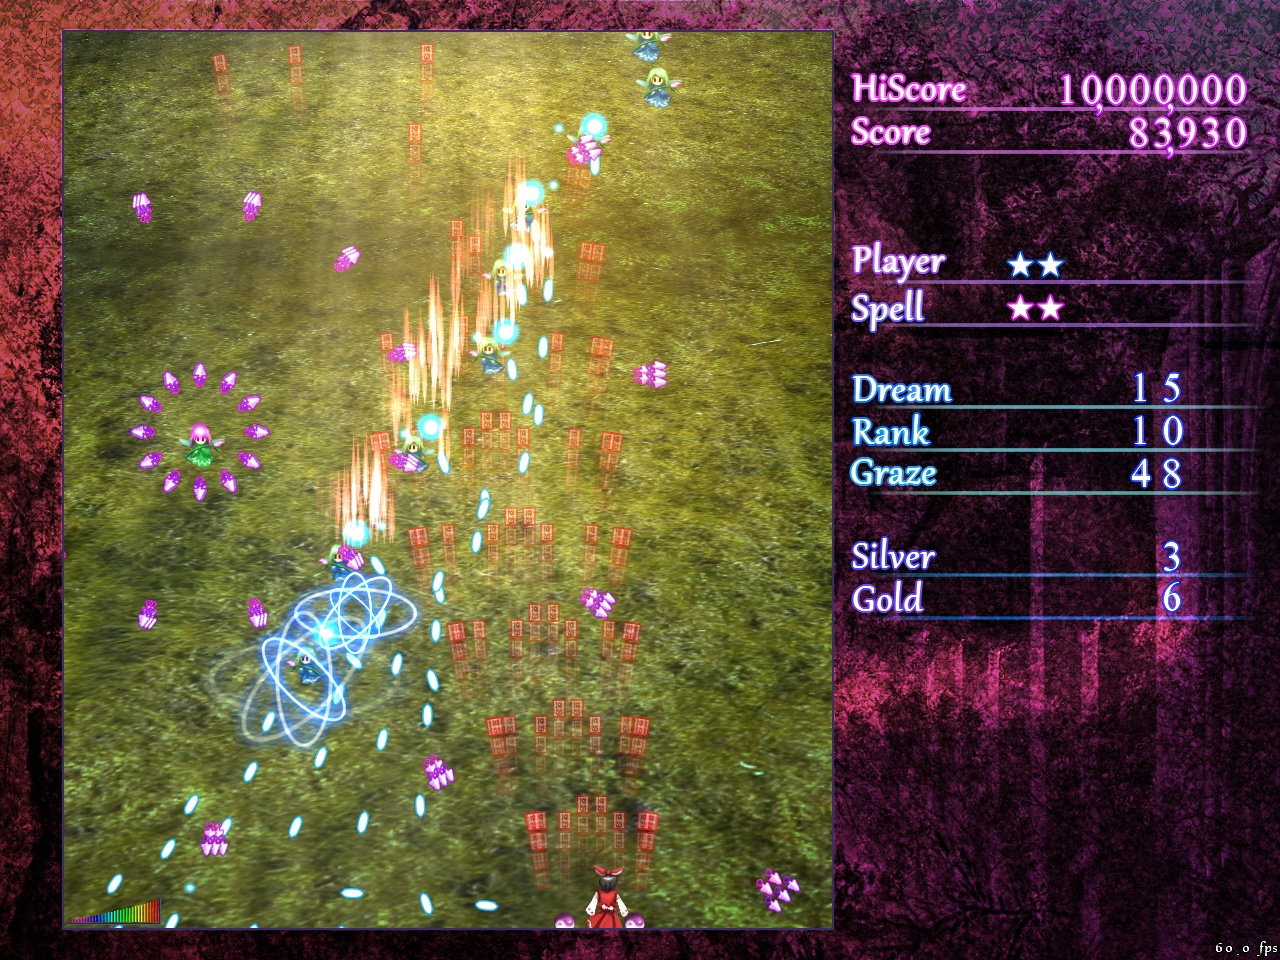 HiScore 10,000,000
Score 83,930
Player ★★
Spell ★★
Dream 15
Rank 10
Graze 48
Silver 3
Gold 6
60.0 fps